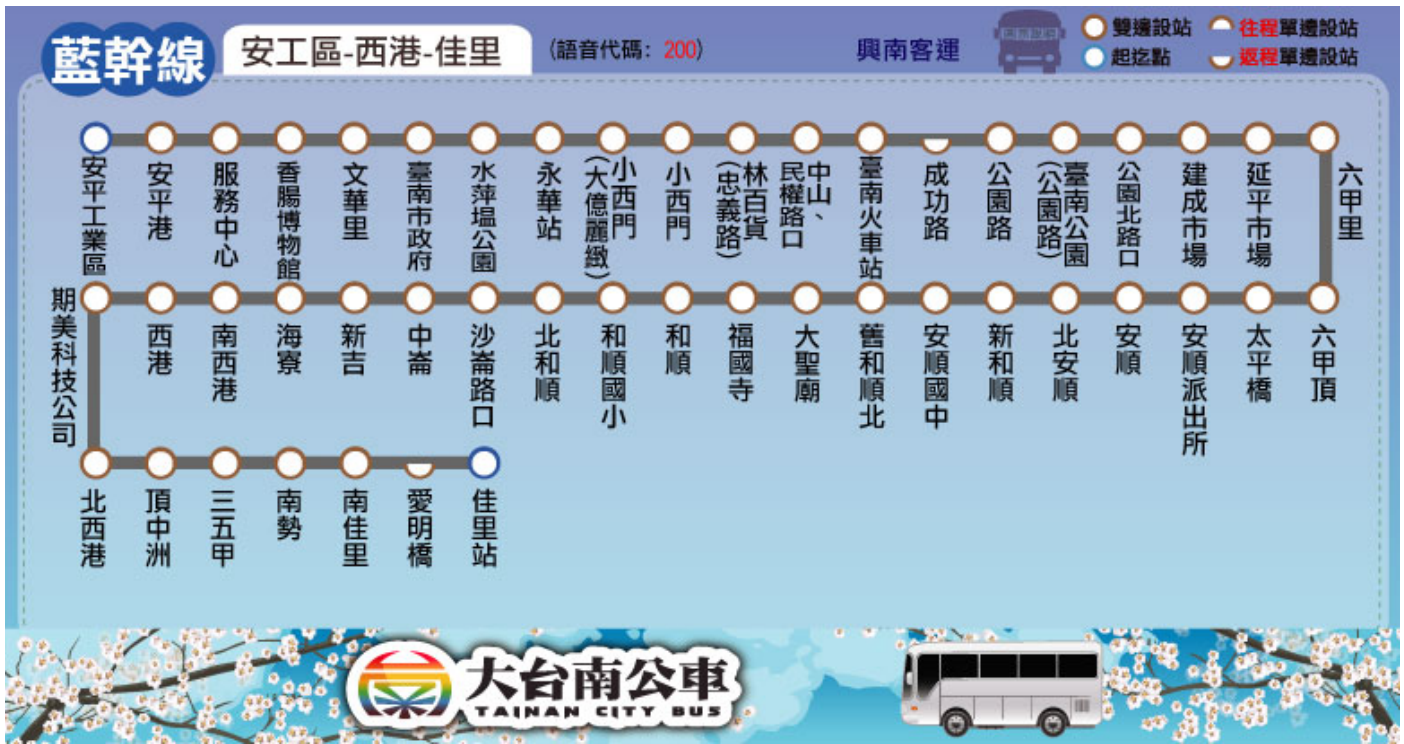 藍幹線
安工區-西港-佳里
(語音代碼: 200)
興南客運
雙邊設站
往程單邊設站
起迄點
返程單邊設站
安平工業區
安平港
服務中心
香腸博物館
文華里
臺南市政府
水萍塭公園
永華站
小西門
(大億麗緻)
小西門
林百貨
(忠義路)
中山、
民權路口
臺南火車站
成功路
公園路
臺南公園
(公園路)
公園北路口
建成市場
延平市場
六甲里
期美科技公司
西港
南西港
海寮
新吉
中崙
沙崙路口
北和順
和順國小
和順
福國寺
大聖廟
舊和順北
安順國中
新和順
北安順
安順
安順派出所
太平橋
六甲頂
北西港
頂中洲
三五甲
南勢
南佳里
愛明橋
佳里站
大台南公車
TAINAN CITY BUS